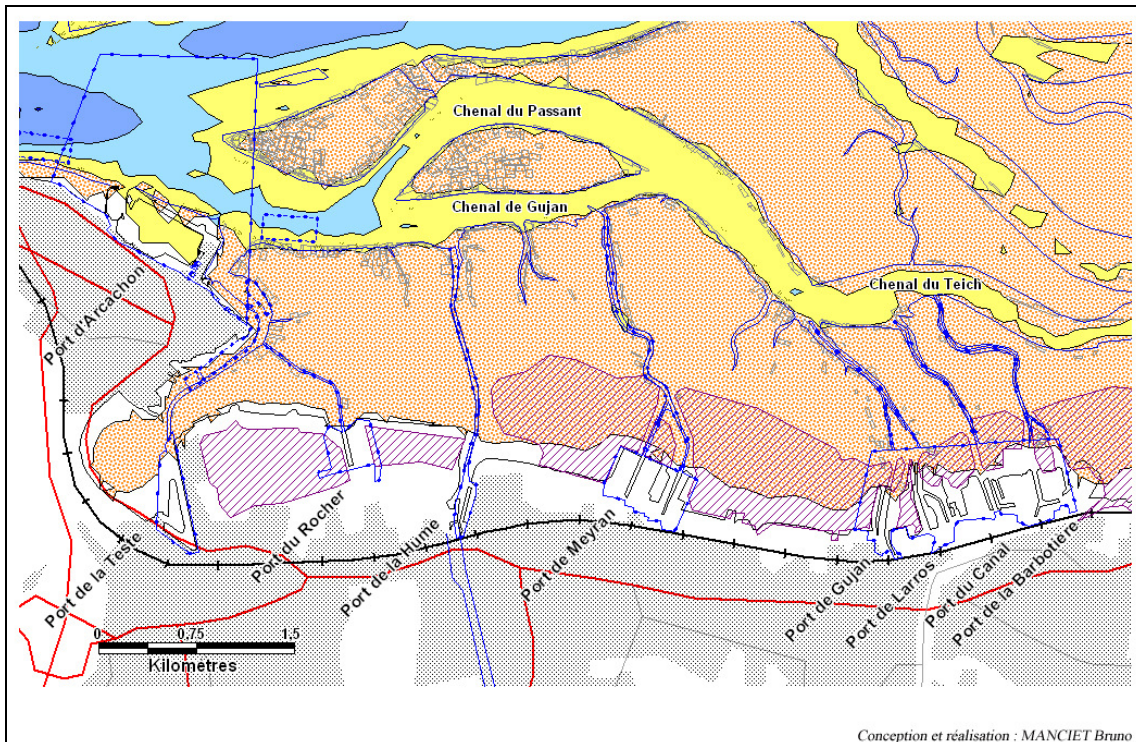 Chenal du Passant
Chenal de Gujan
Chenal du Teich
Port d'Arcachon
Port de la Teste
Port du Rocher
Port de la Hume
Port de Meyran
Port de Gujan
Port de Larros
Port du Canal
Port de la Barbotiere
0 0.75 1.5
Kilometres
Conception et réalisation : MANCIET Bruno